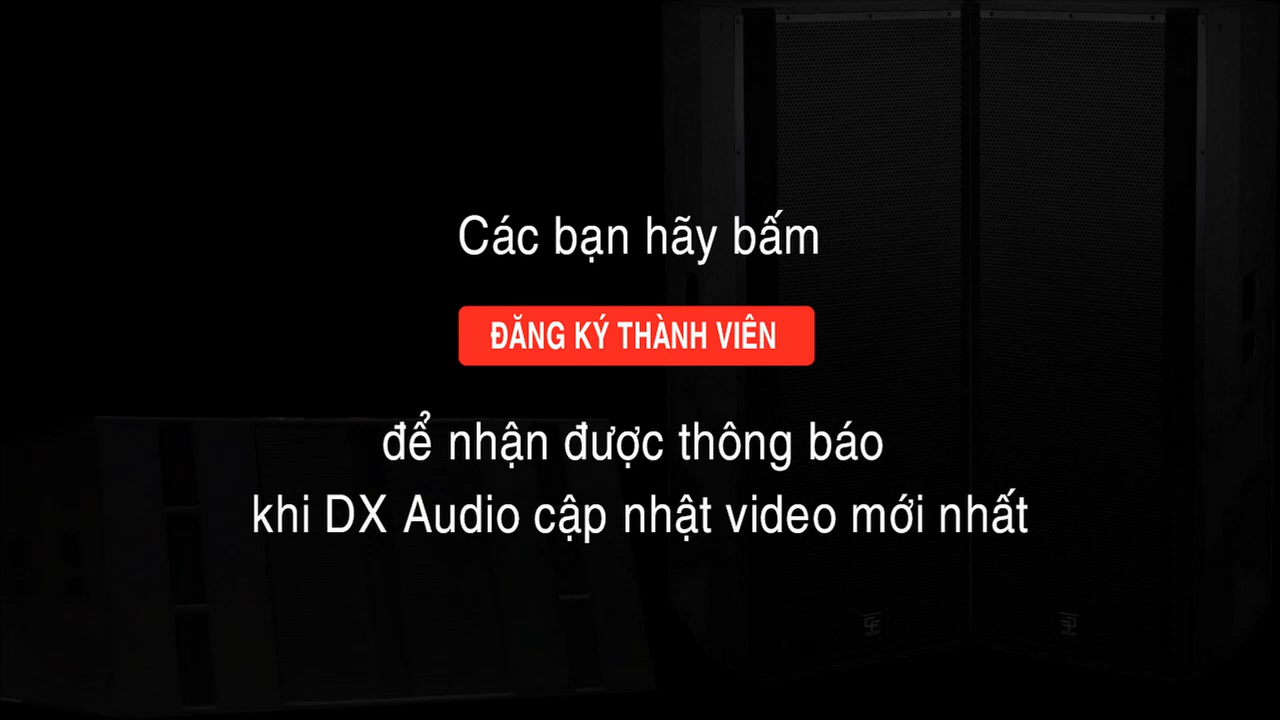 Các bạn hãy bấm
ĐĂNG KÝ THÀNH VIÊN
để nhận được thông báo
khi DX Audio cập nhật video mới nhất